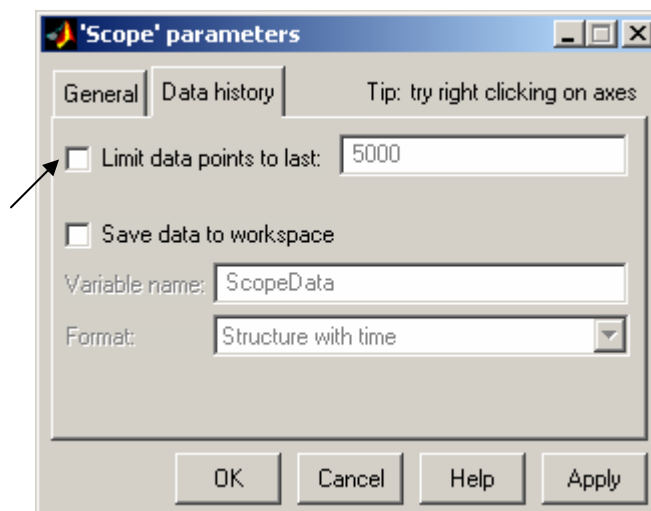 'Scope' parameters
General
Data history
Tip: try right clicking on axes
Limit data points to last: 5000
Save data to workspace
Variable name: ScopeData
Format: Structure with time
OK Cancel Help Apply